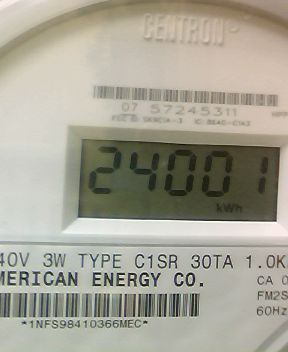 CENTRON
07 57245311
24001
kWh
40V 3W TYPE C1SR 30TA 1.0K
MERICAN ENERGY CO.
CA 0
FM2S
60Hz
*1NFS98410366MEC*